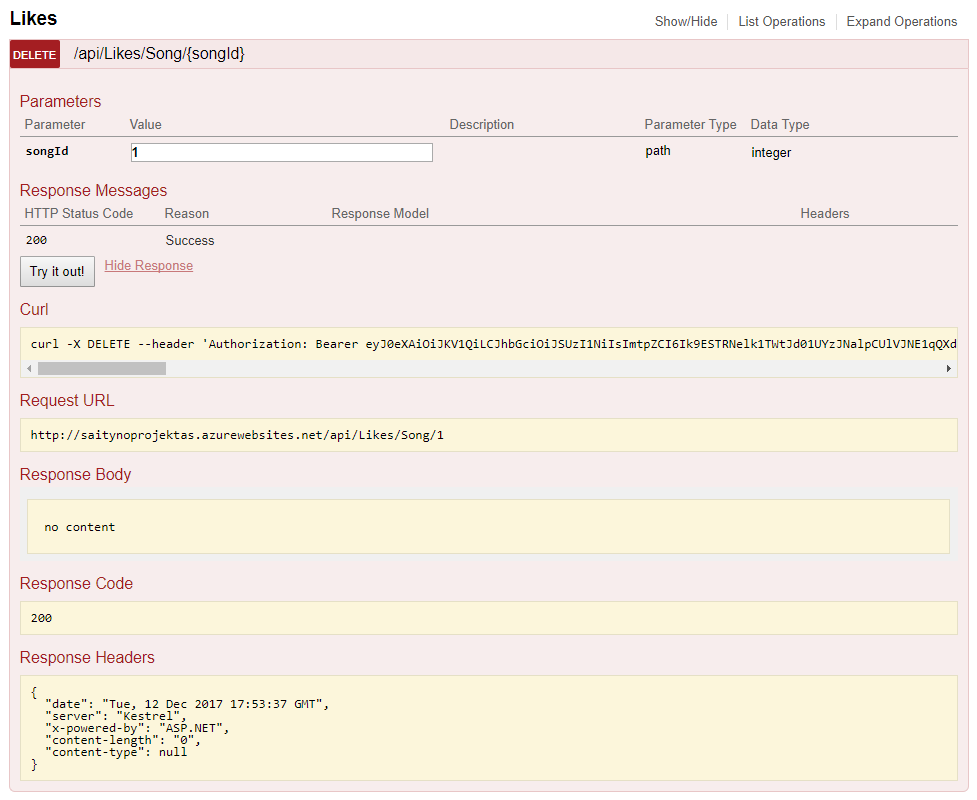 Likes
Show/Hide List Operations Expand Operations
DELETE /api/Likes/Song/{songId}
Parameters
Parameter Value Description Parameter Type Data Type
songId 1 path integer
Response Messages
HTTP Status Code Reason Response Model Headers
200 Success
Try it out! Hide Response
Curl
curl -X DELETE --header 'Authorization: Bearer eyJ0eXAiOiJKV1QiLCJhbGciOiJSUzI1NiIsImtpZCI6Ik9ESTRNelk1TWtJd01UYzJNalpCUlVJNE1qQXd
Request URL
http://saitynoprojektas.azurewebsites.net/api/Likes/Song/1
Response Body
no content
Response Code
200
Response Headers
{
"date": "Tue, 12 Dec 2017 17:53:37 GMT",
"server": "Kestrel",
"x-powered-by": "ASP.NET",
"content-length": "0",
"content-type": null
}